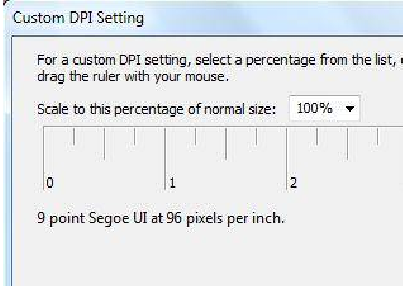 Custom DPI Setting
For a custom DPI setting, select a percentage from the list,
drag the ruler with your mouse.
Scale to this percentage of normal size: 100%
0 1 2
9 point Segoe UI at 96 pixels per inch.